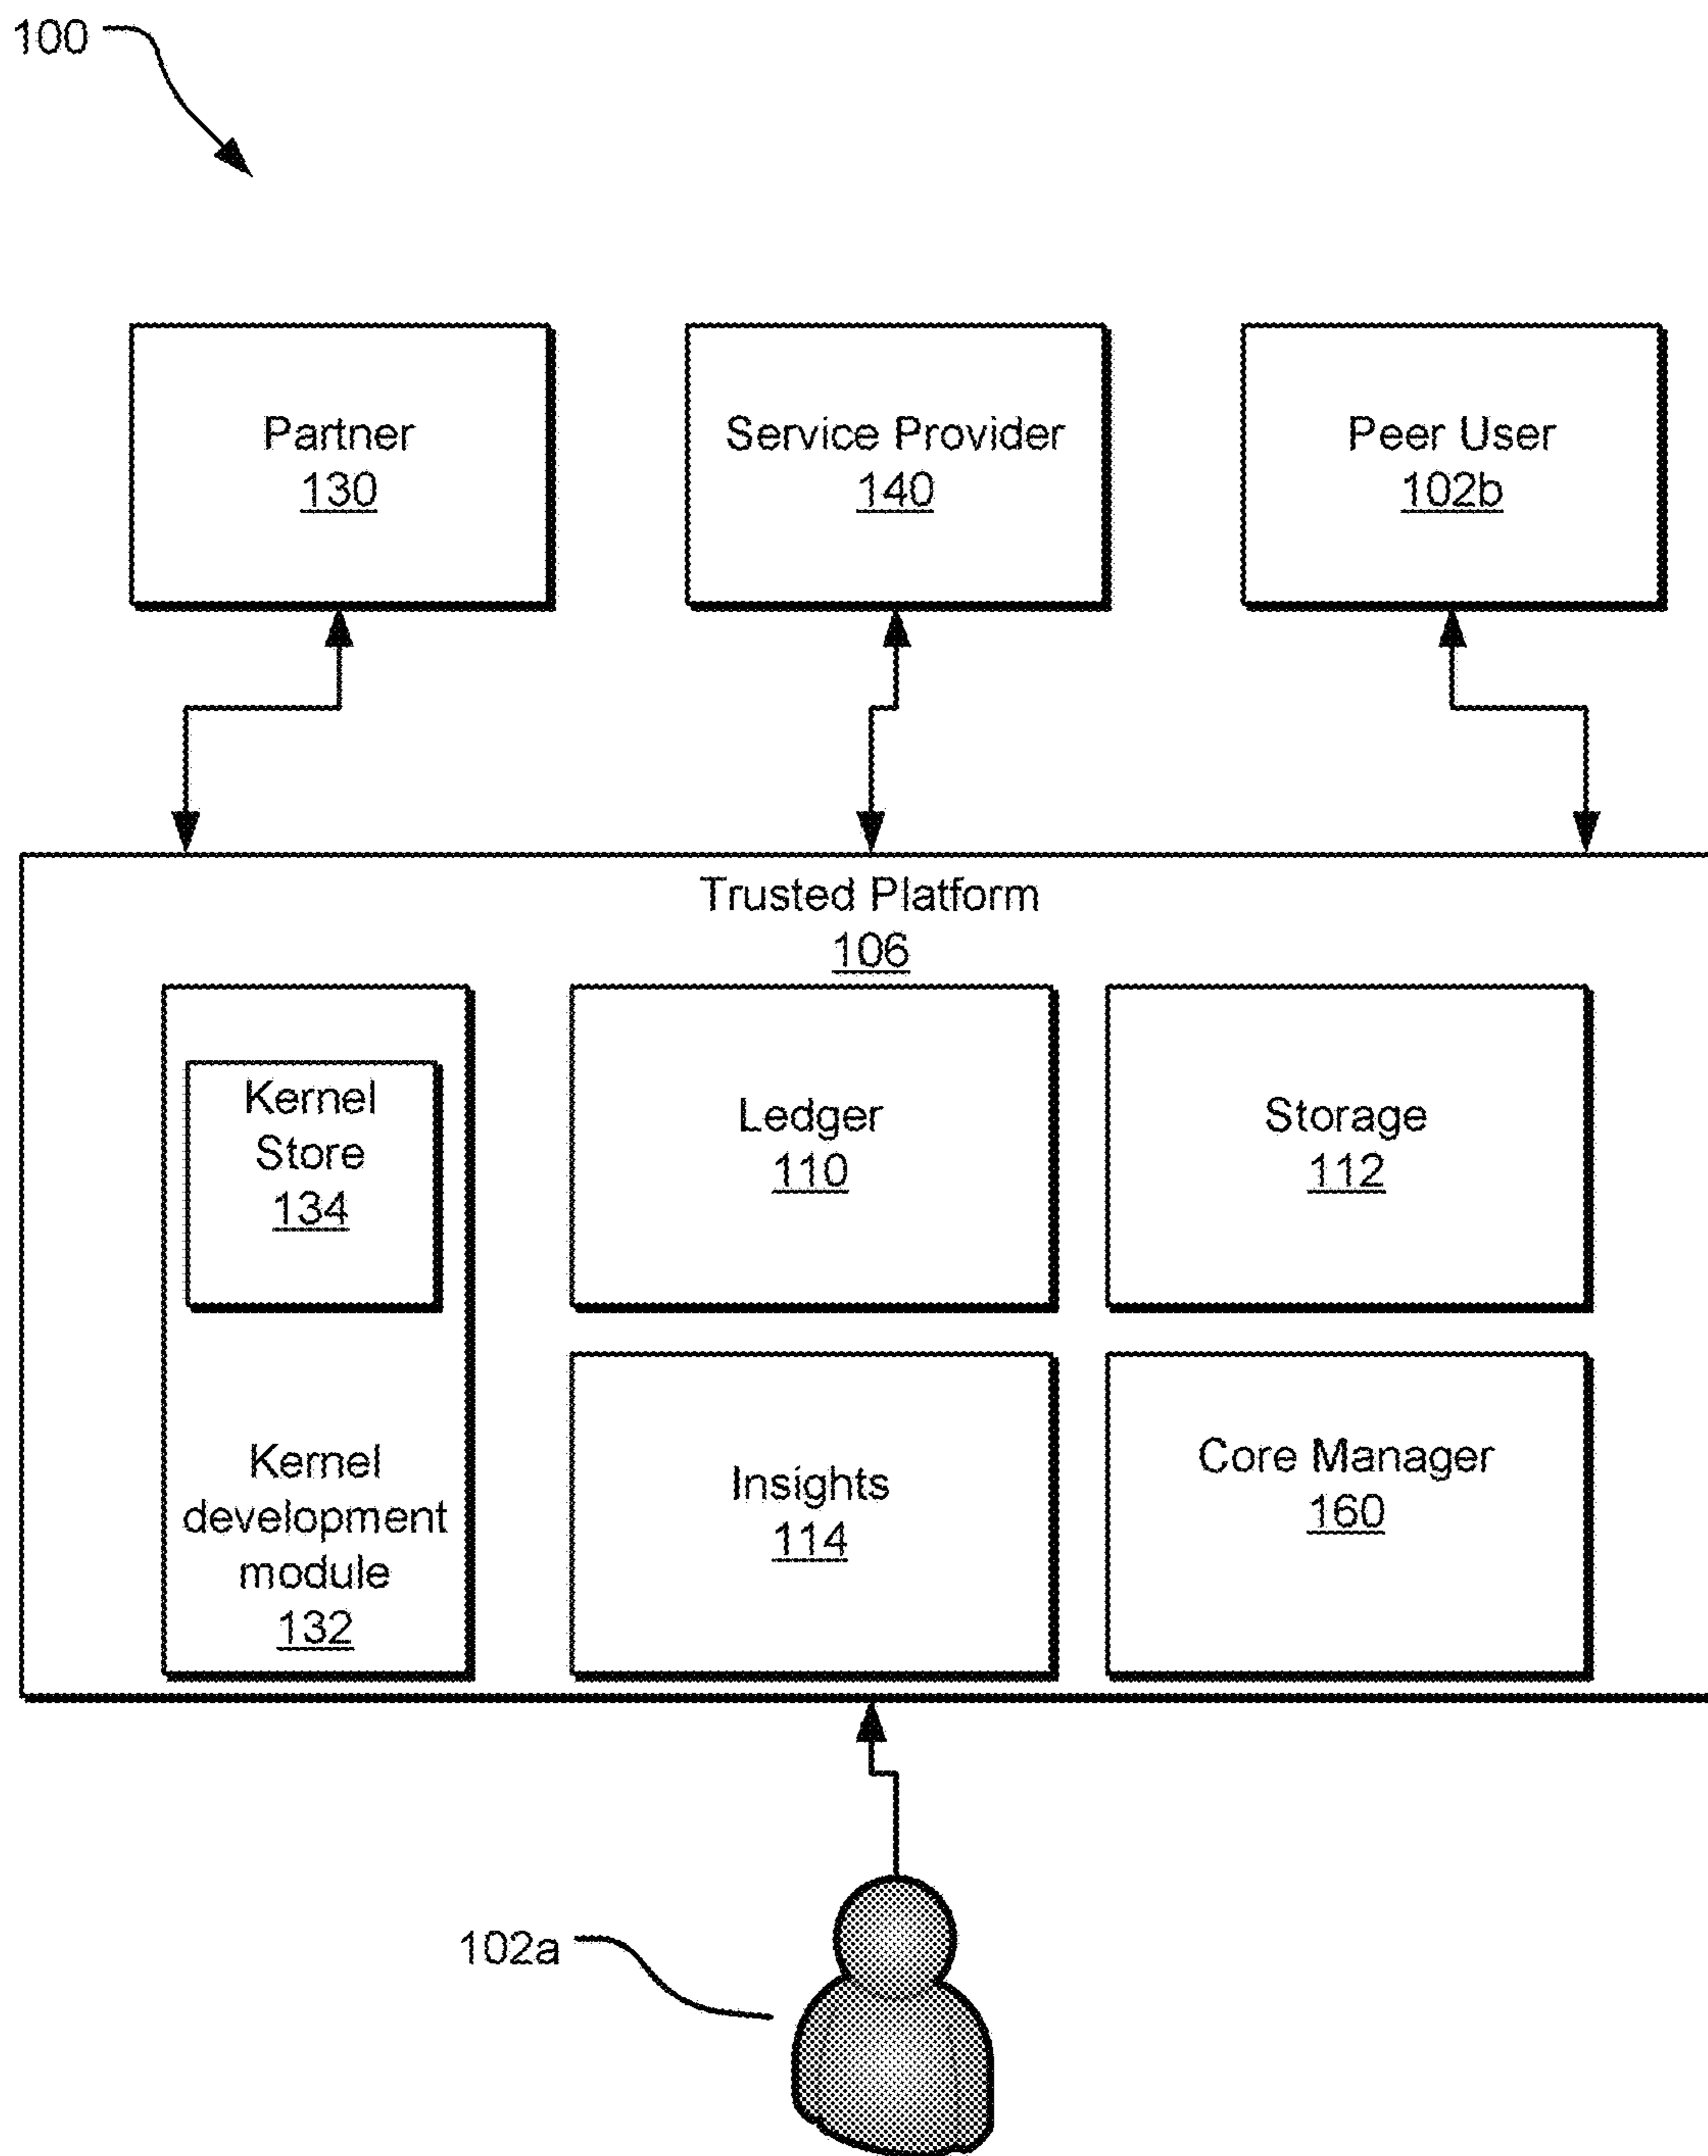 100
Partner
130
Service Provider
140
Peer User
102b
Trusted Platform
106
Kernel
Store
134
Kernel
development
module
132
Ledger
110
Storage
112
Insights
114
Core Manager
160
102a